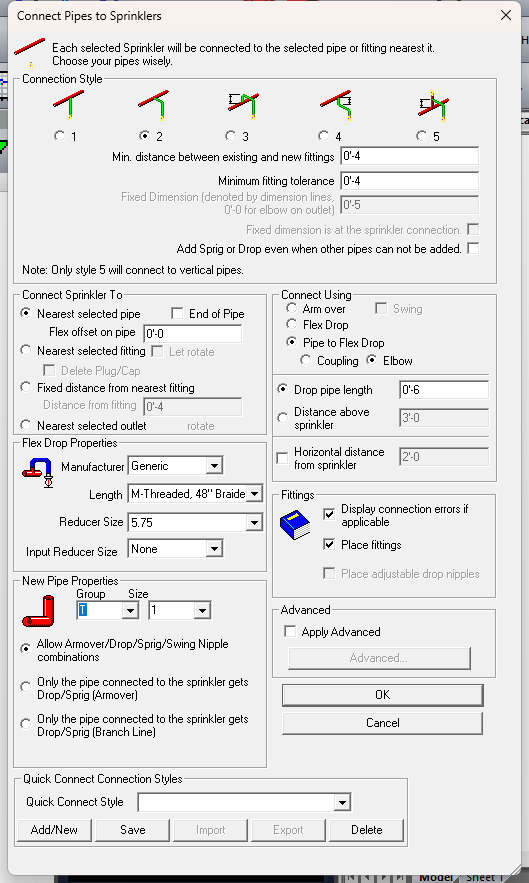 Connect Pipes to Sprinklers
Each selected Sprinkler will be connected to the selected pipe or fitting nearest it.
Choose your pipes wisely.
Connection Style
1
2
3
4
5
Min. distance between existing and new fittings
0'-4
Minimum fitting tolerance
0'-4
Fixed Dimension (denoted by dimension lines,
0'-0 for elbow on outlet)
0'-5
Fixed dimension is at the sprinkler connection.
Add Sprig or Drop even when other pipes can not be added.
Note: Only style 5 will connect to vertical pipes.
Connect Sprinkler To
Nearest selected pipe
End of Pipe
Flex offset on pipe
0'-0
Nearest selected fitting
Let rotate
Delete Plug/Cap
Fixed distance from nearest fitting
Distance from fitting
0'-4
Nearest selected outlet
rotate
Connect Using
Arm over
Swing
Flex Drop
Pipe to Flex Drop
Coupling
Elbow
Drop pipe length
0'-6
Distance above
sprinkler
3'-0
Horizontal distance
from sprinkler
2'-0
Flex Drop Properties
Manufacturer
Generic
Length
M-Threaded, 48" Braide
Reducer Size
5.75
Input Reducer Size
None
Fittings
Display connection errors if
applicable
Place fittings
Place adjustable drop nipples
New Pipe Properties
Group
Size
T
1
Allow Armover/Drop/Sprig/Swing Nipple
combinations
Only the pipe connected to the sprinkler gets
Drop/Sprig (Armover)
Only the pipe connected to the sprinkler gets
Drop/Sprig (Branch Line)
Advanced
Apply Advanced
Advanced...
OK
Cancel
Quick Connect Connection Styles
Quick Connect Style
Add/New
Save
Import
Export
Delete
Model
Sheet 1